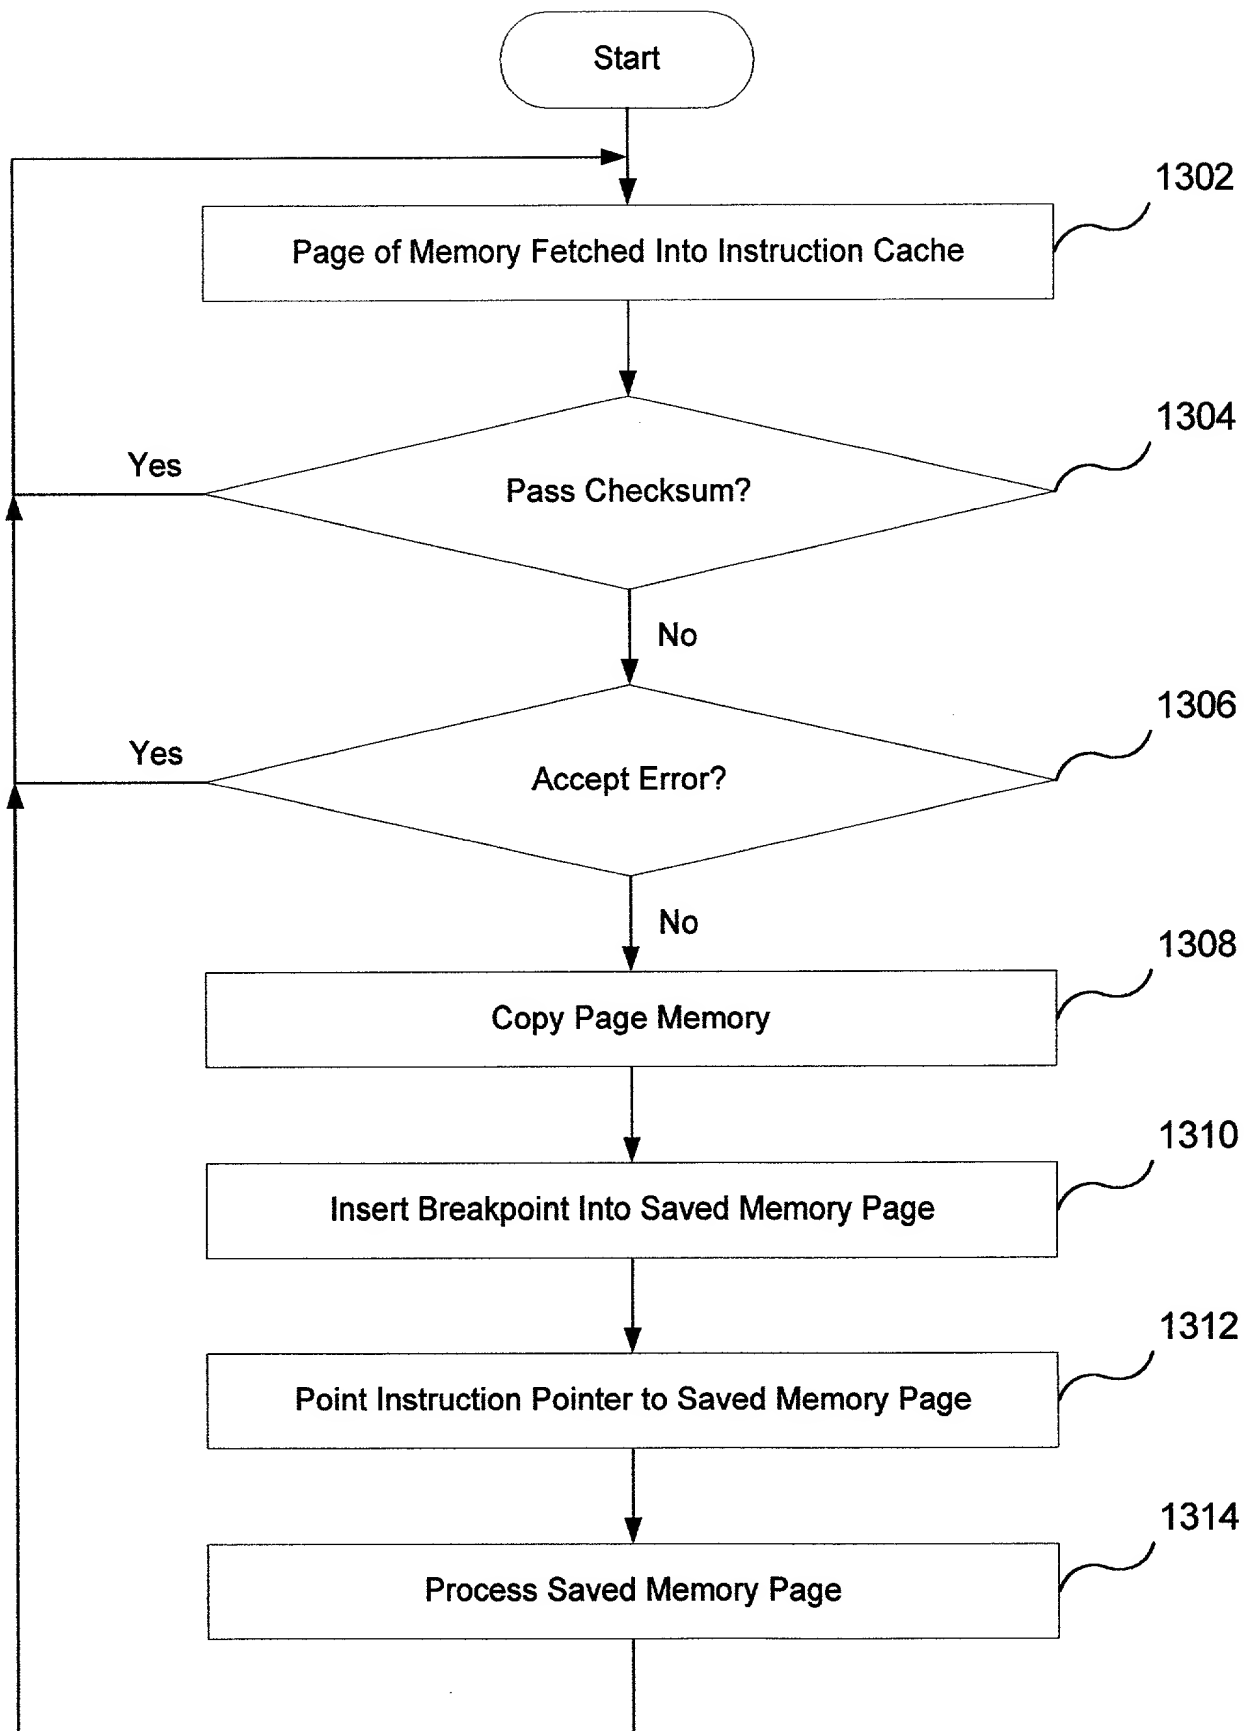 Start
1302
Page of Memory Fetched Into Instruction Cache
1304
Yes
Pass Checksum?
No
1306
Yes
Accept Error?
No
1308
Copy Page Memory
1310
Insert Breakpoint Into Saved Memory Page
1312
Point Instruction Pointer to Saved Memory Page
1314
Process Saved Memory Page